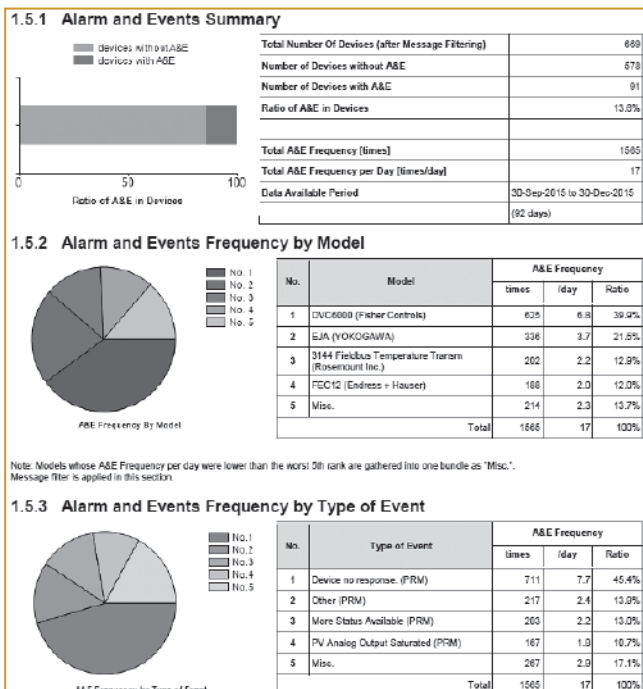 1.5.1 Alarm and Events Summary
devices without A&E
devices with A&E
0 50 100
Ratio of A&E in Devices
Total Number Of Devices (after Message Filtering) 669
Number of Devices without A&E 578
Number of Devices with A&E 91
Ratio of A&E in Devices 13.6%
Total A&E Frequency [times] 1565
Total A&E Frequency per Day [times/day] 17
Data Available Period 30-Sep-2015 to 30-Dec-2015
(92 days)
1.5.2 Alarm and Events Frequency by Model
No. 1
No. 2
No. 3
No. 4
No. 5
A&E Frequency By Model
No. Model A&E Frequency
times /day Ratio
1 DVC6000 (Fisher Controls) 625 6.8 39.9%
2 EJA (YOKOGAWA) 336 3.7 21.5%
3 3144 Fieldbus Temperature Transm
(Rosemount Inc.) 202 2.2 12.9%
4 FEC12 (Endress + Hauser) 188 2.0 12.0%
5 Misc. 214 2.3 13.7%
Total 1565 17 100%
Note: Models whose A&E Frequency per day were lower than the worst 5th rank are gathered into one bundle as "Misc.".
Message filter is applied in this section.
1.5.3 Alarm and Events Frequency by Type of Event
No.1
No.2
No.3
No.4
No.5
A&E Frequency by Type of Event
No. Type of Event A&E Frequency
times /day Ratio
1 Device no response. (PRM) 711 7.7 45.4%
2 Other (PRM) 217 2.4 13.9%
3 More Status Available (PRM) 203 2.2 13.0%
4 PV Analog Output Saturated (PRM) 167 1.8 10.7%
5 Misc. 267 2.9 17.1%
Total 1565 17 100%